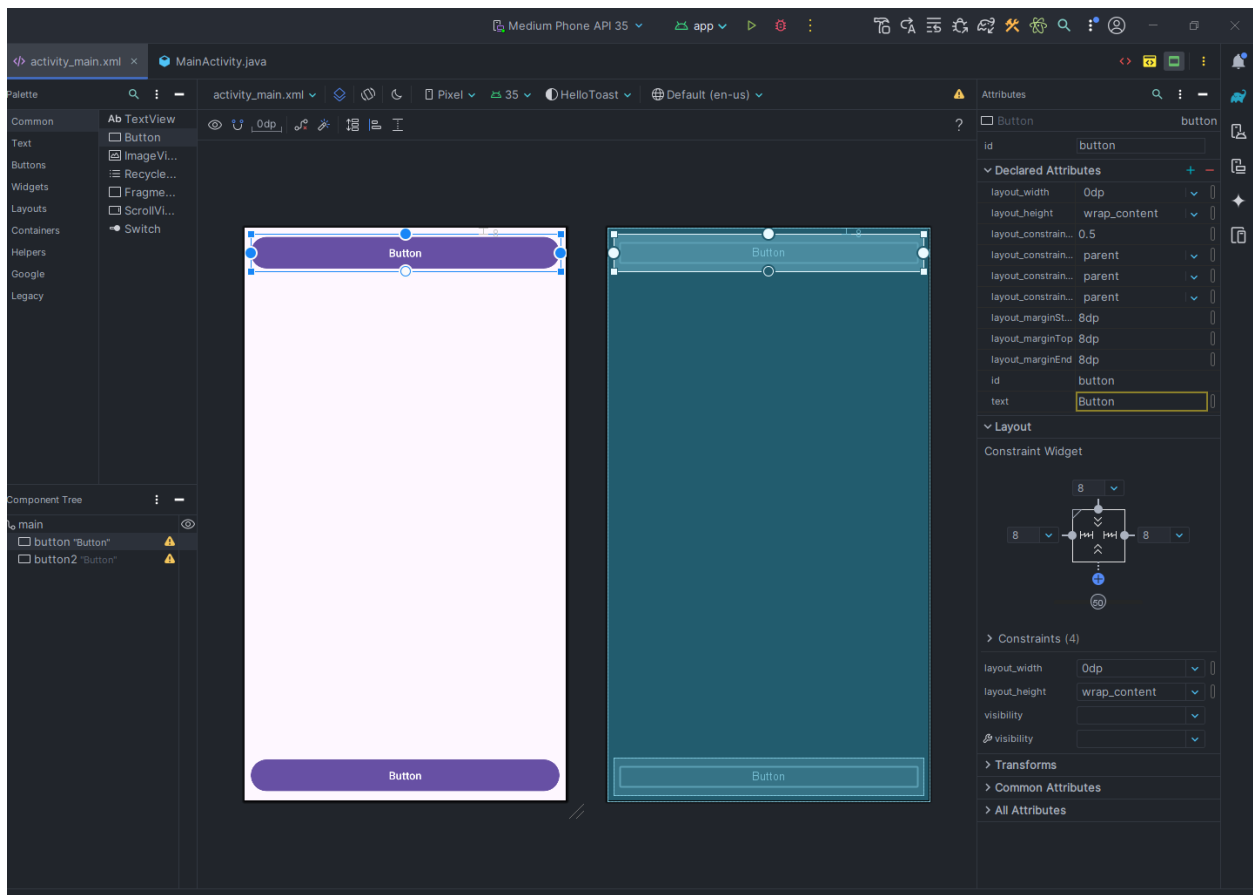 Medium Phone API 35
app
activity_main.xml
MainActivity.java
Palette
activity_main.xml
Pixel
35
HelloToast
Default (en-us)
Attributes
Common
Text
Buttons
Widgets
Layouts
Containers
Helpers
Google
Legacy
Ab TextView
Button
ImageVi...
Recycle...
Fragme...
ScrollVi...
Switch
0dp
?
8
Button
Button
8
Button
Button
Component Tree
main
button "Button"
button2 "Button"
Button button
id button
Declared Attributes
layout_width 0dp
layout_height wrap_content
layout_constrain... 0.5
layout_constrain... parent
layout_constrain... parent
layout_constrain... parent
layout_marginSt... 8dp
layout_marginTop 8dp
layout_marginEnd 8dp
id button
text Button
Layout
Constraint Widget
8
8 8
50
Constraints (4)
layout_width 0dp
layout_height wrap_content
visibility
visibility
Transforms
Common Attributes
All Attributes